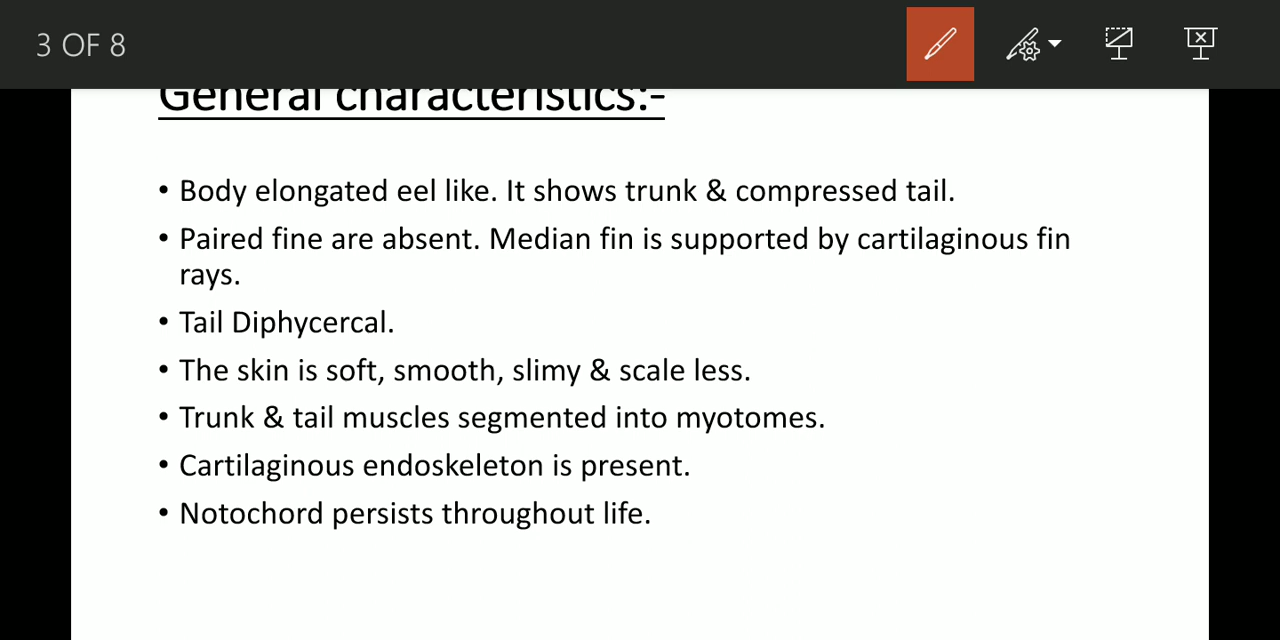 3 OF 8
General characteristics:-
• Body elongated eel like. It shows trunk & compressed tail.
• Paired fine are absent. Median fin is supported by cartilaginous fin
rays.
• Tail Diphycercal.
• The skin is soft, smooth, slimy & scale less.
• Trunk & tail muscles segmented into myotomes.
• Cartilaginous endoskeleton is present.
• Notochord persists throughout life.